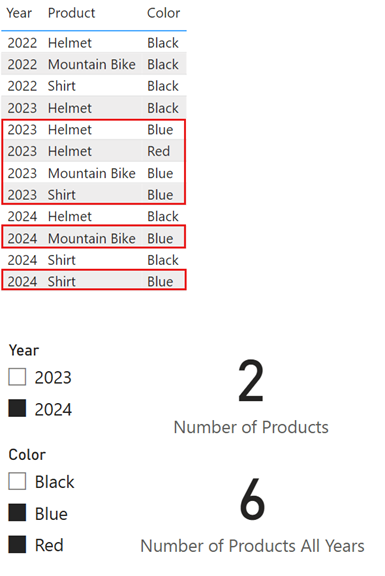 Year Product Color
2022 Helmet Black
2022 Mountain Bike Black
2022 Shirt Black
2023 Helmet Black
2023 Helmet Blue
2023 Helmet Red
2023 Mountain Bike Blue
2023 Shirt Blue
2024 Helmet Black
2024 Mountain Bike Blue
2024 Shirt Black
2024 Shirt Blue
Year
2023
2024
2
Number of Products
Color
Black
Blue
Red
6
Number of Products All Years